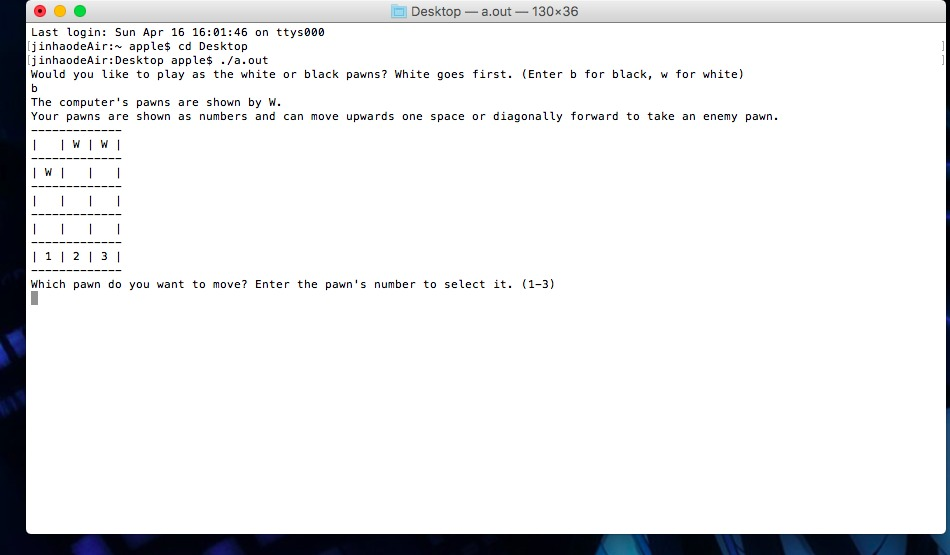 Desktop — a.out — 130×36
Last login: Sun Apr 16 16:01:46 on ttys000
[jinhaodeAir:~ apple$ cd Desktop ]
[jinhaodeAir:Desktop apple$ ./a.out ]
Would you like to play as the white or black pawns? White goes first. (Enter b for black, w for white)
b
The computer's pawns are shown by W.
Your pawns are shown as numbers and can move upwards one space or diagonally forward to take an enemy pawn.
-------------
|   | W | W |
-------------
| W |   |   |
-------------
|   |   |   |
-------------
|   |   |   |
-------------
| 1 | 2 | 3 |
-------------
Which pawn do you want to move? Enter the pawn's number to select it. (1-3)